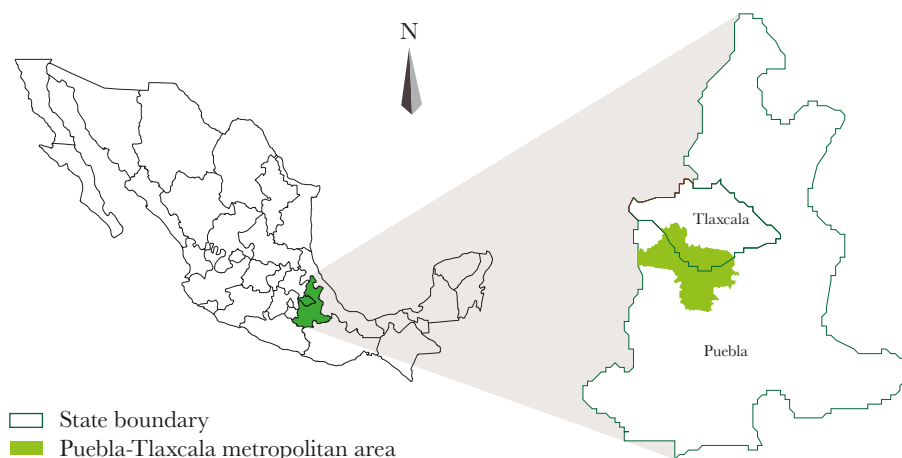 N
Tlaxcala
Puebla
State boundary
Puebla-Tlaxcala metropolitan area